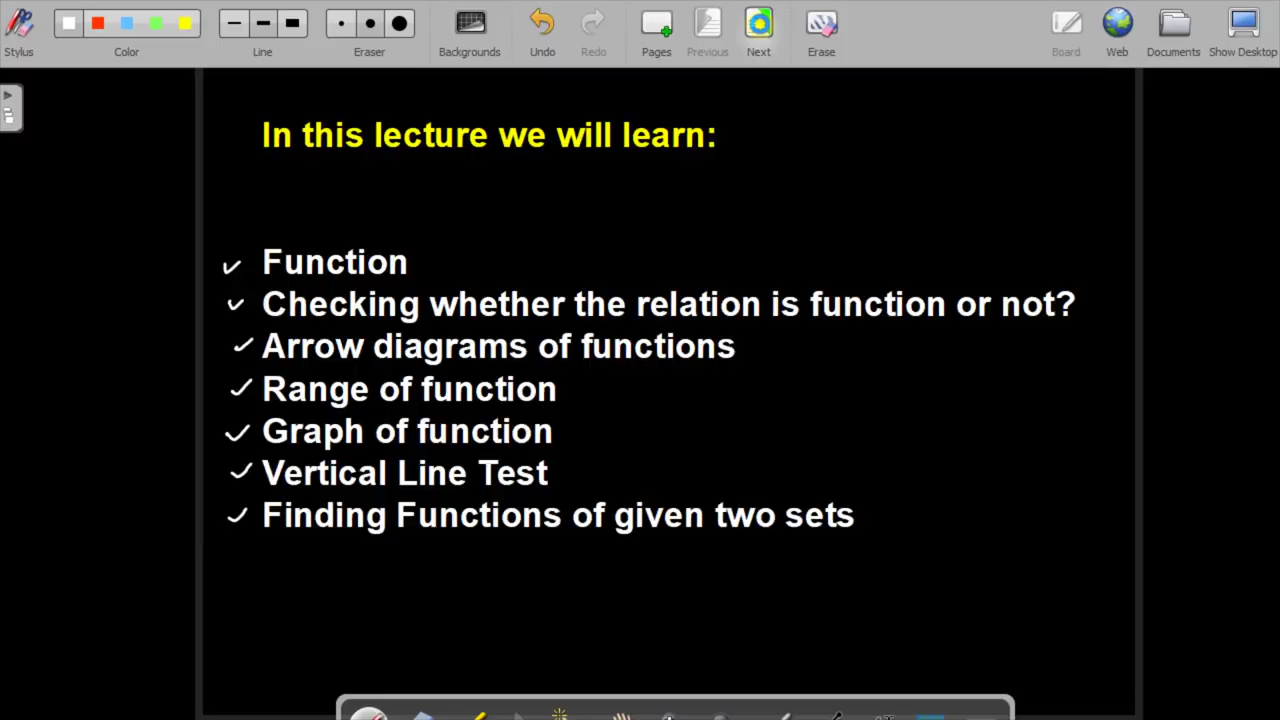 Stylus Color Line Eraser Backgrounds Undo Redo Pages Previous Next Erase Board Web Documents Show Desktop
In this lecture we will learn:
Function
Checking whether the relation is function or not?
Arrow diagrams of functions
Range of function
Graph of function
Vertical Line Test
Finding Functions of given two sets